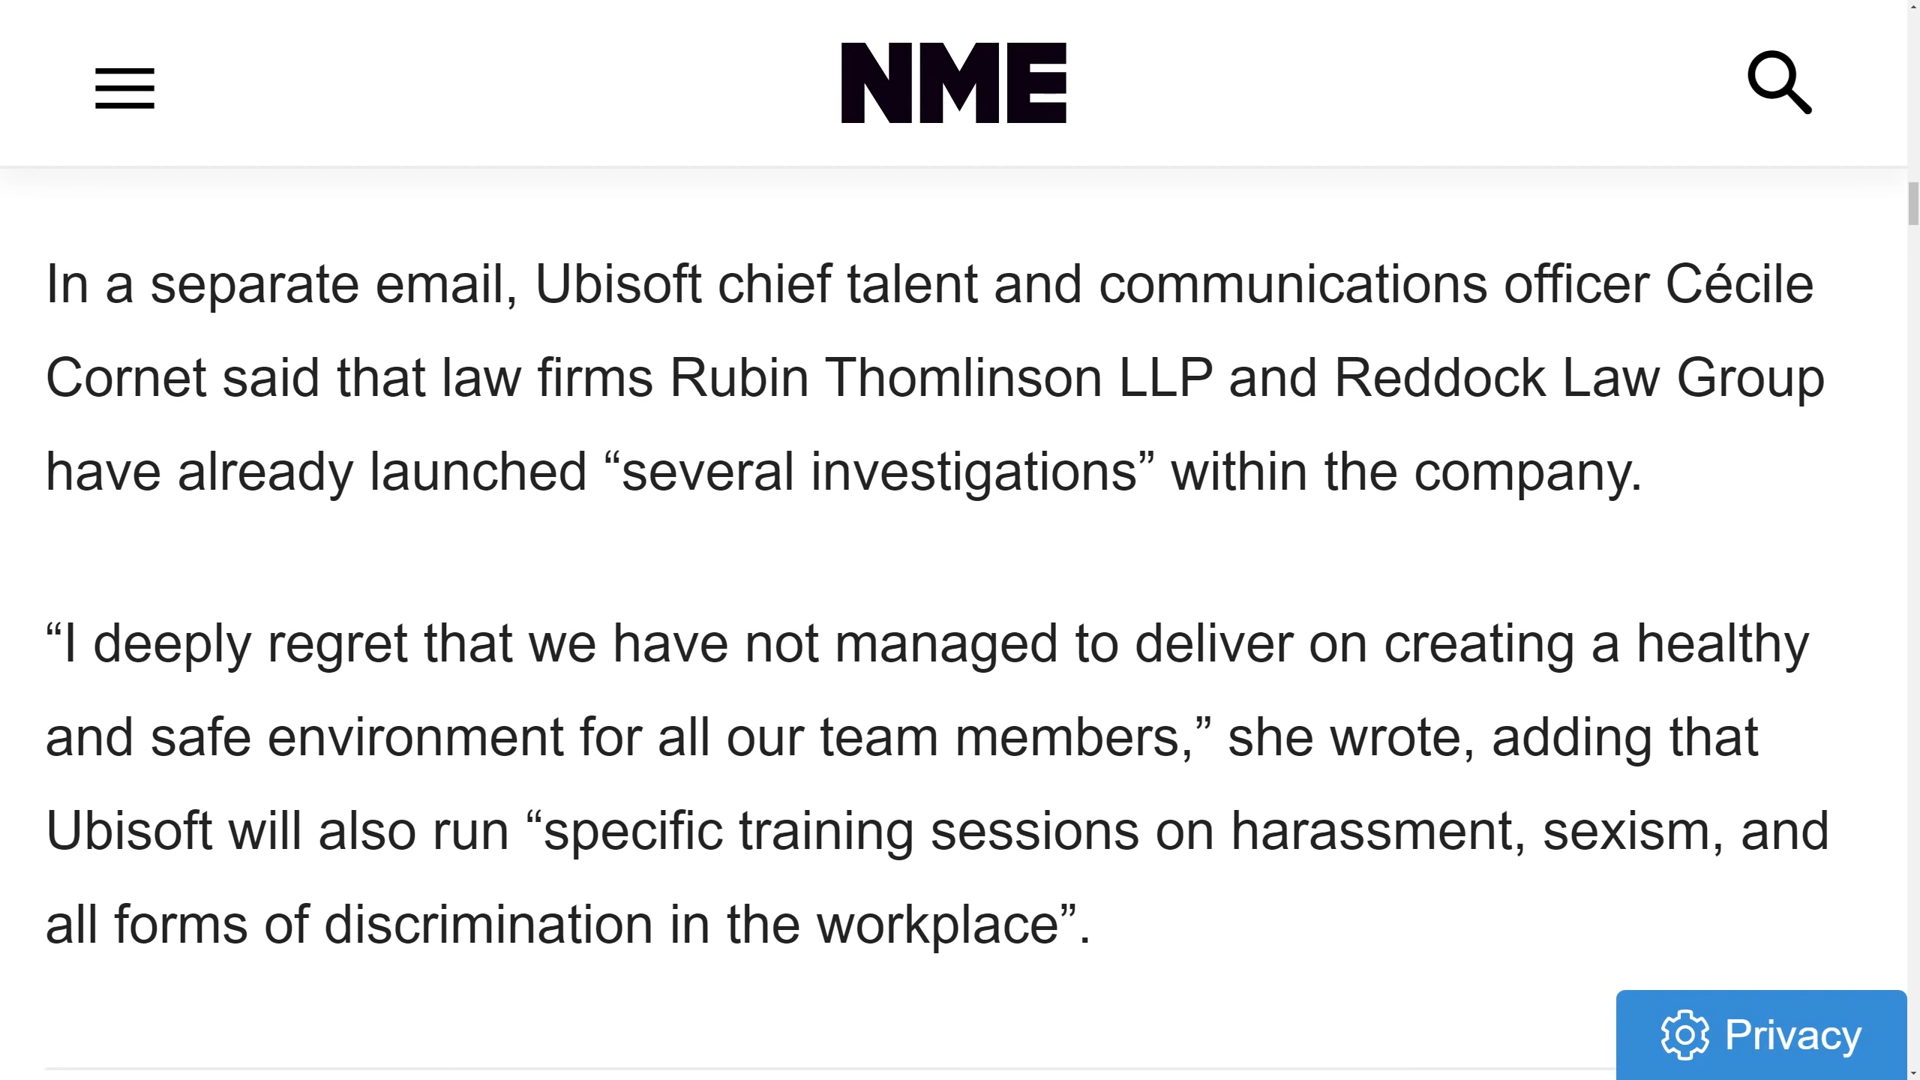 NME
In a separate email, Ubisoft chief talent and communications officer Cécile
Cornet said that law firms Rubin Thomlinson LLP and Reddock Law Group
have already launched “several investigations” within the company.
“I deeply regret that we have not managed to deliver on creating a healthy
and safe environment for all our team members,” she wrote, adding that
Ubisoft will also run “specific training sessions on harassment, sexism, and
all forms of discrimination in the workplace”.
Privacy